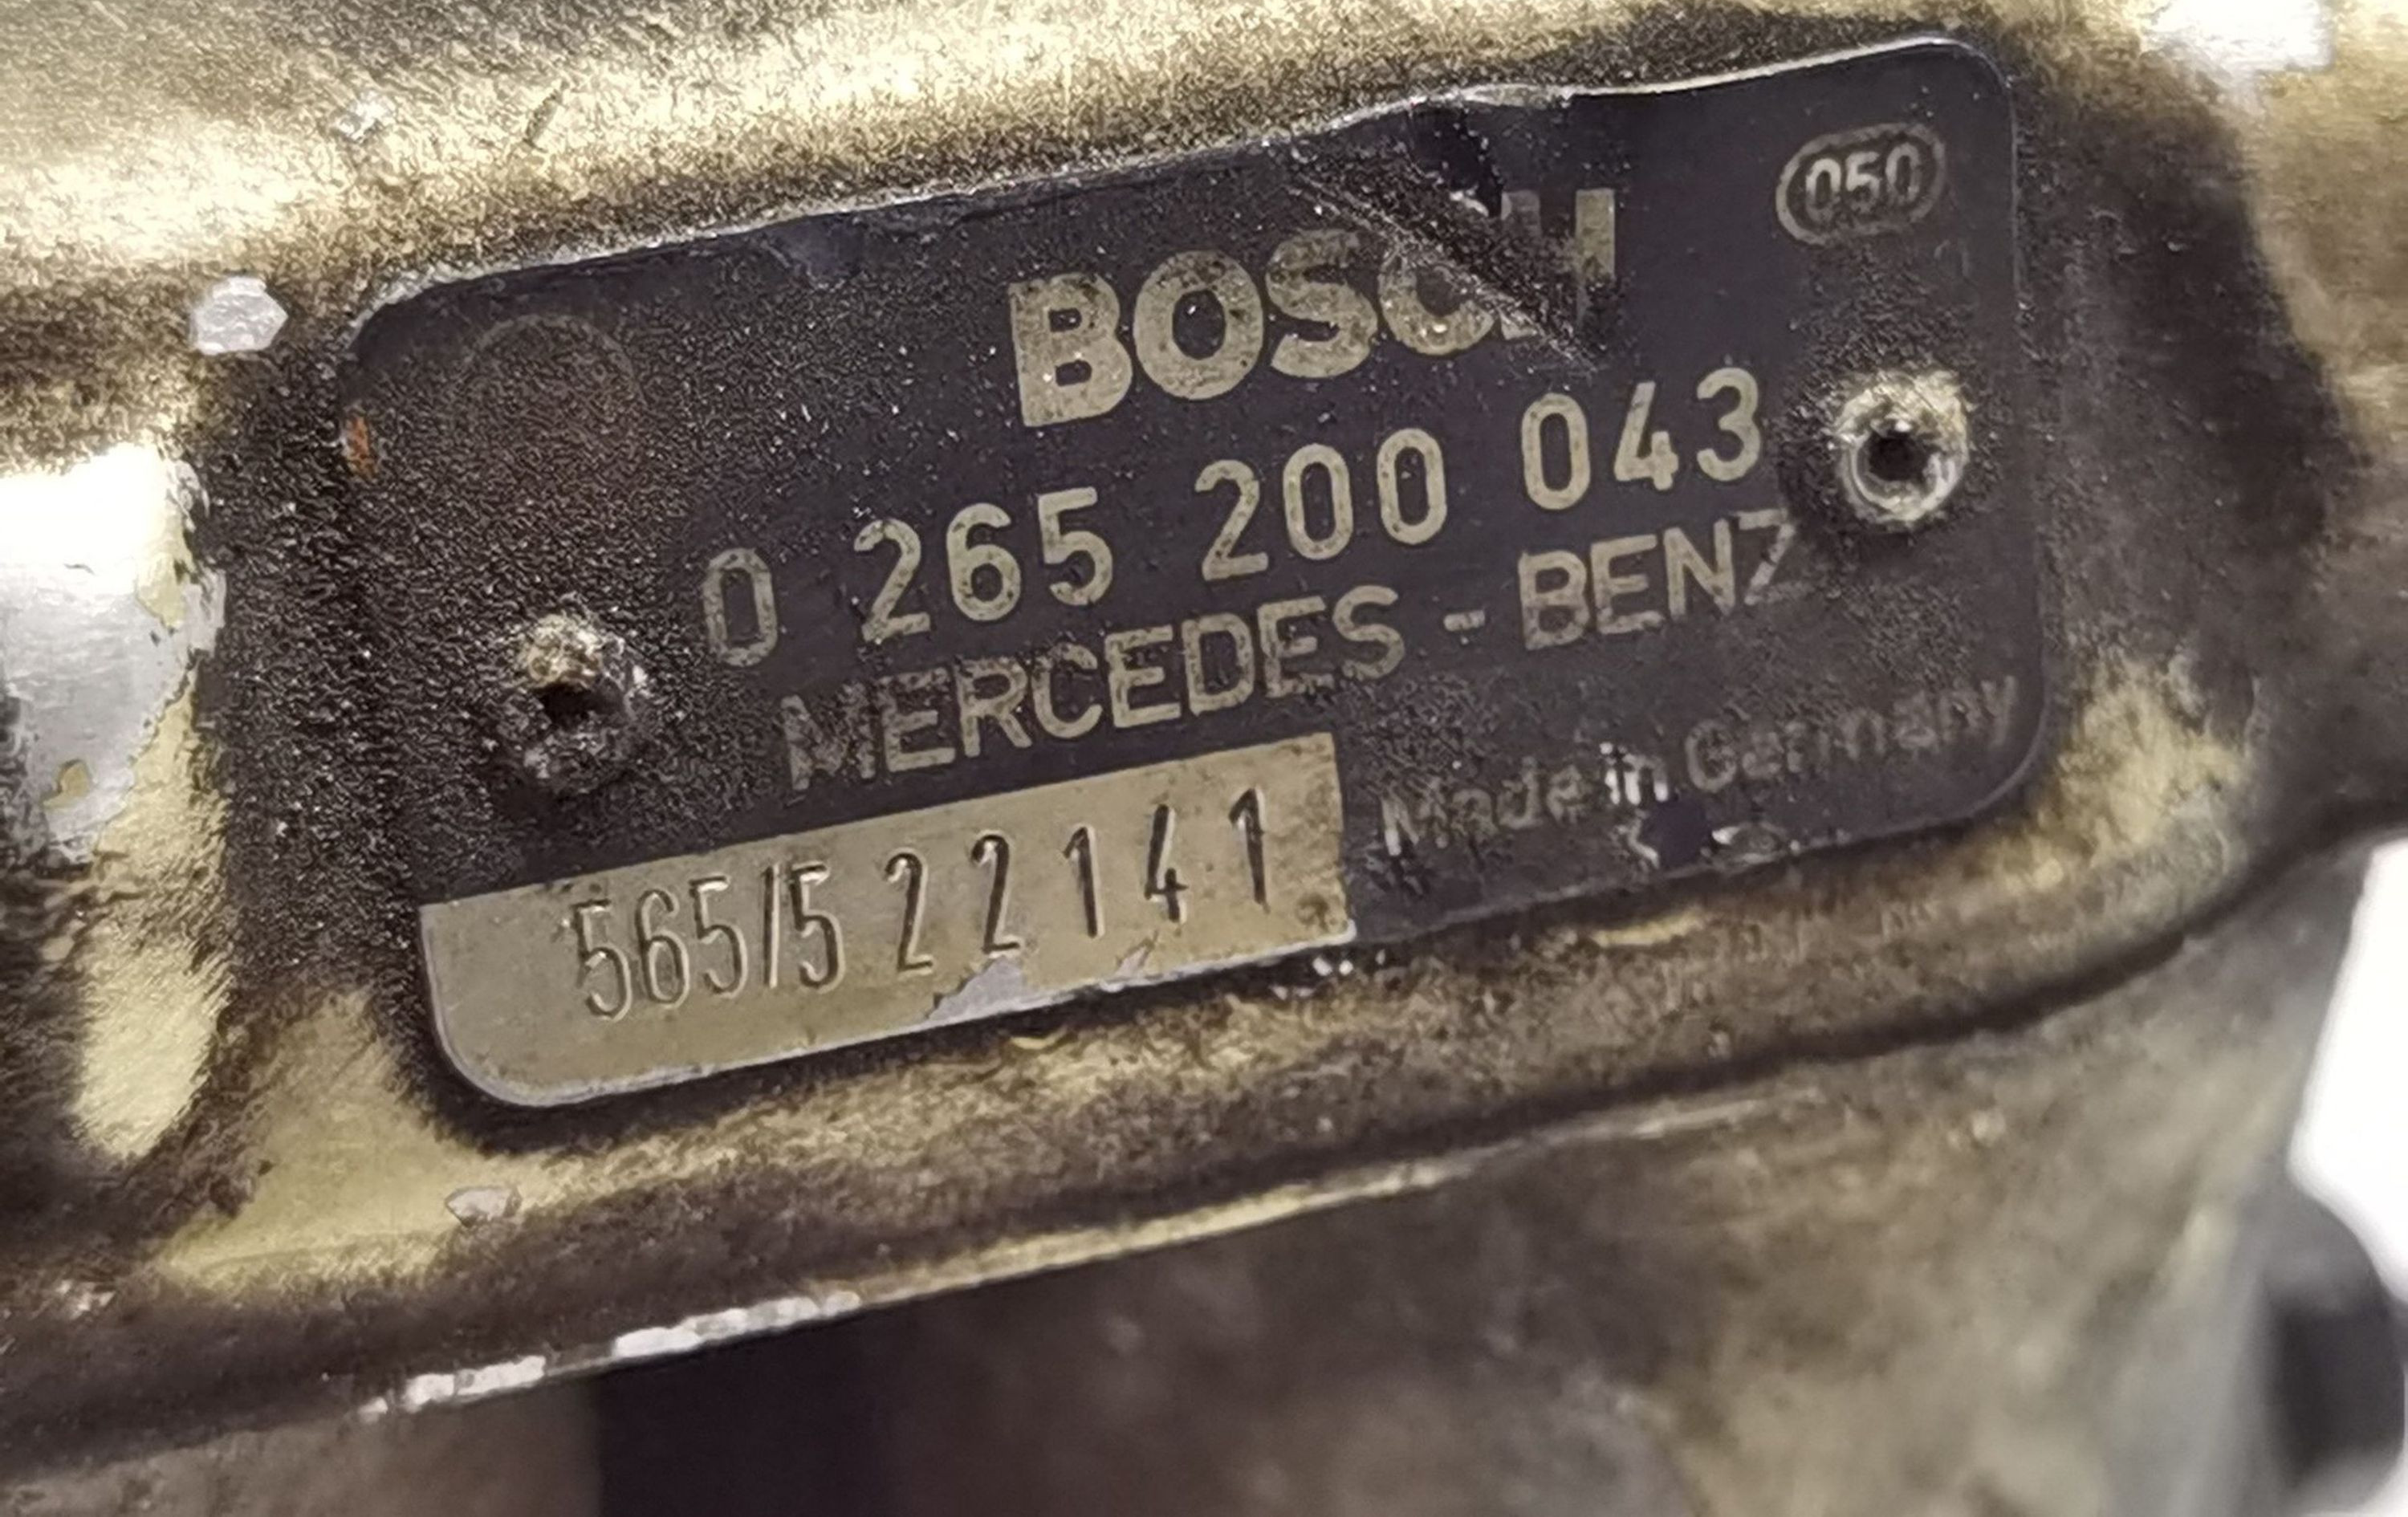 050
BOSCH
0 265 200 043
MERCEDES - BENZ
Made in Germany
565/5 22141